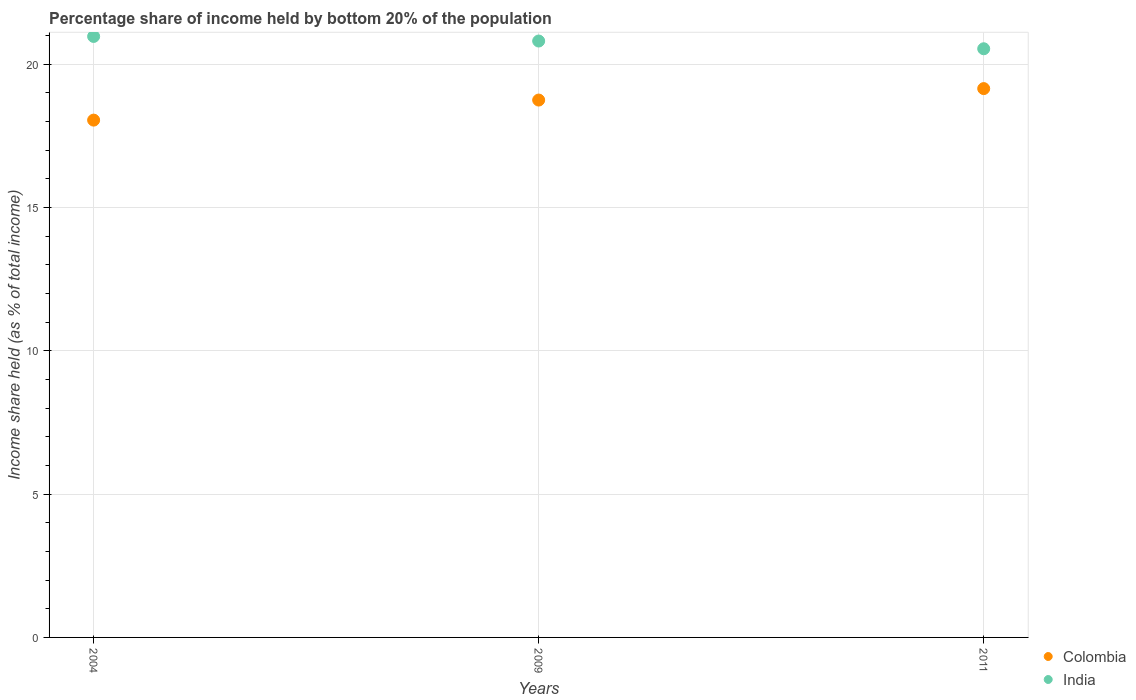 Percentage share of income held by bottom 20% of the population
Income share held (as % of total income)
20
15
10
5
0
2004
2009
2011
Years
Colombia
India